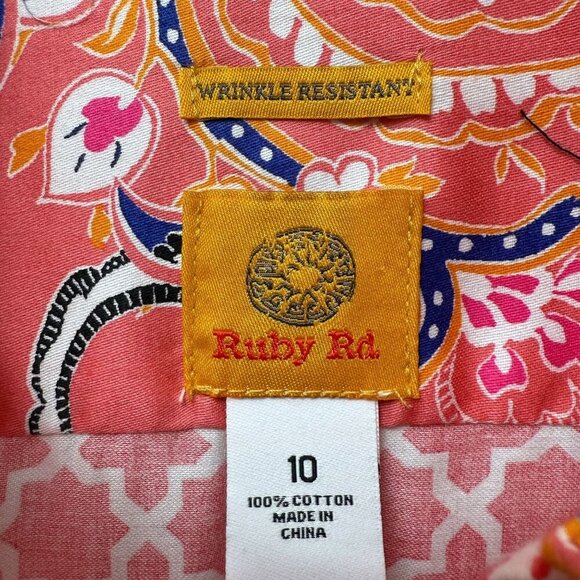 WRINKLE RESISTANT
Ruby Rd.
10
100% COTTON
MADE IN
CHINA